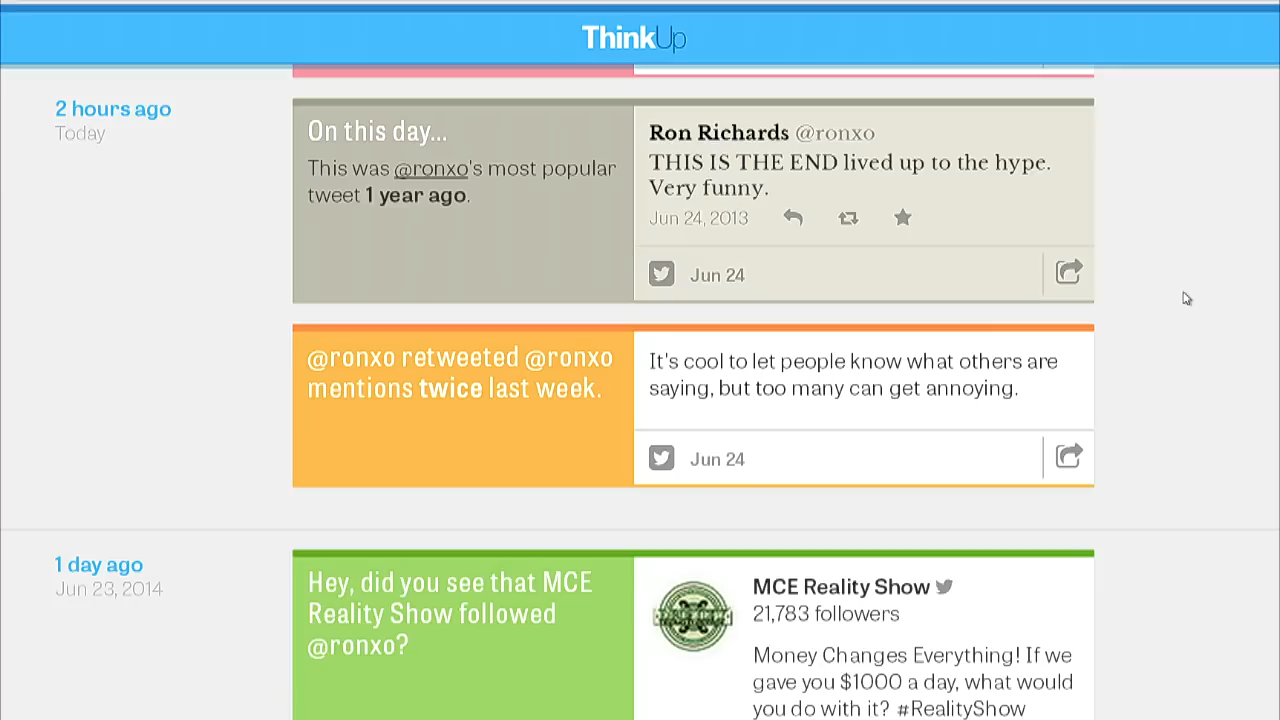 ThinkUp
2 hours ago
Today
On this day...
This was @ronxo's most popular
tweet 1 year ago.
Ron Richards @ronxo
THIS IS THE END lived up to the hype.
Very funny.
Jun 24, 2013
Jun 24
@ronxo retweeted @ronxo
mentions twice last week.
It's cool to let people know what others are
saying, but too many can get annoying.
Jun 24
1 day ago
Jun 23, 2014
Hey, did you see that MCE
Reality Show followed
@ronxo?
MCE Reality Show
21,783 followers
Money Changes Everything! If we
gave you $1000 a day, what would
you do with it? #RealityShow